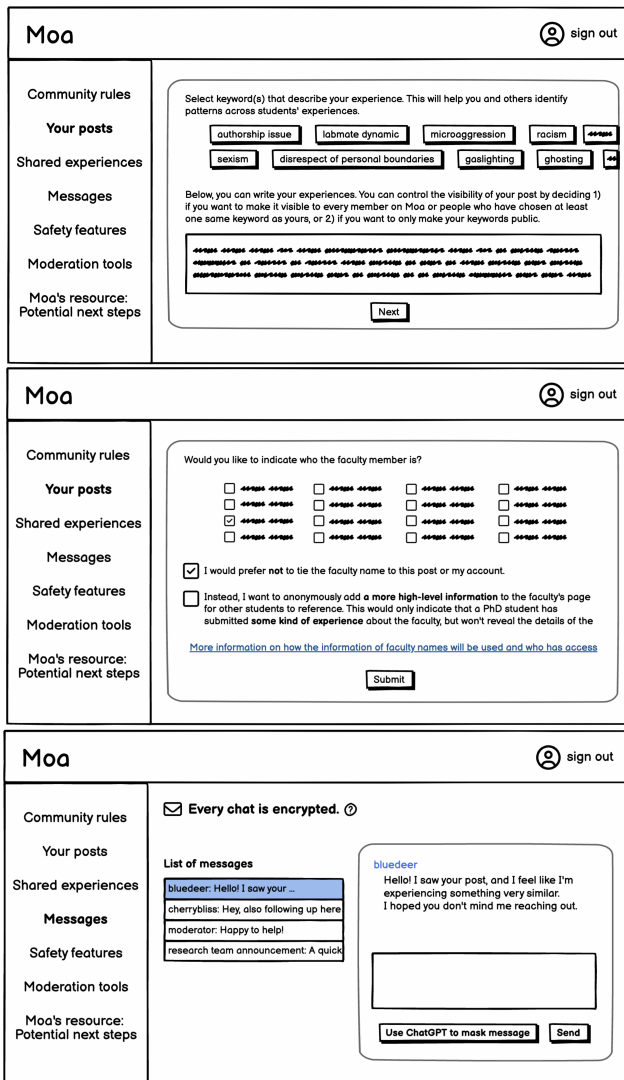 Moa
sign out
Community rules
Your posts
Shared experiences
Messages
Safety features
Moderation tools
Moa's resource:
Potential next steps
Select keyword(s) that describe your experience. This will help you and others identify
patterns across students' experiences.
authorship issue
labmate dynamic
microaggression
racism
sexism
disrespect of personal boundaries
gaslighting
ghosting
Below, you can write your experiences. You can control the visibility of your post by deciding 1)
if you want to make it visible to every member on Moa or people who have chosen at least
one same keyword as yours, or 2) if you want to only make your keywords public.
Next
Moa
sign out
Community rules
Your posts
Shared experiences
Messages
Safety features
Moderation tools
Moa's resource:
Potential next steps
Would you like to indicate who the faculty member is?
I would prefer not to tie the faculty name to this post or my account.
Instead, I want to anonymously add a more high-level information to the faculty's page
for other students to reference. This would only indicate that a PhD student has
submitted some kind of experience about the faculty, but won't reveal the details of the
More information on how the information of faculty names will be used and who has access
Submit
Moa
sign out
Community rules
Your posts
Shared experiences
Messages
Safety features
Moderation tools
Moa's resource:
Potential next steps
Every chat is encrypted. ?
List of messages
bluedeer: Hello! I saw your ...
cherrybliss: Hey, also following up here
moderator: Happy to help!
research team announcement: A quick
bluedeer
Hello! I saw your post, and I feel like I'm
experiencing something very similar.
I hoped you don't mind me reaching out.
Use ChatGPT to mask message
Send